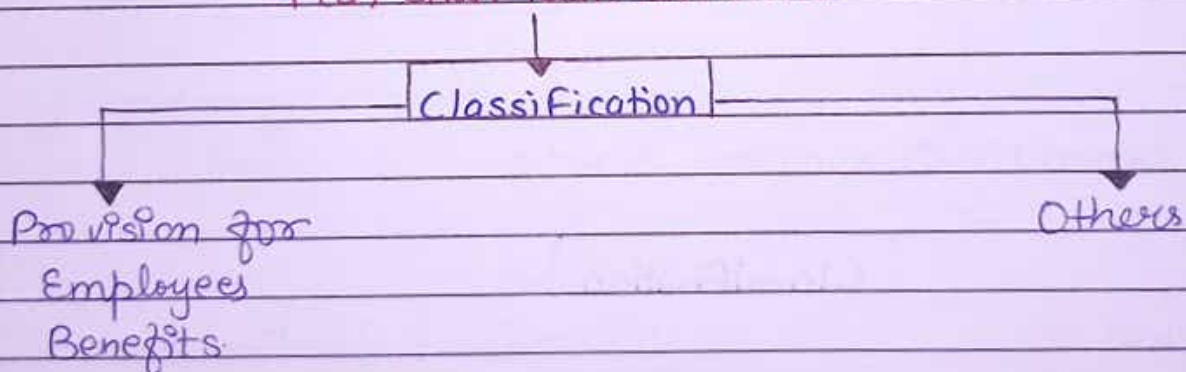 Classification
Provision for
Employees
Benefits.
Others